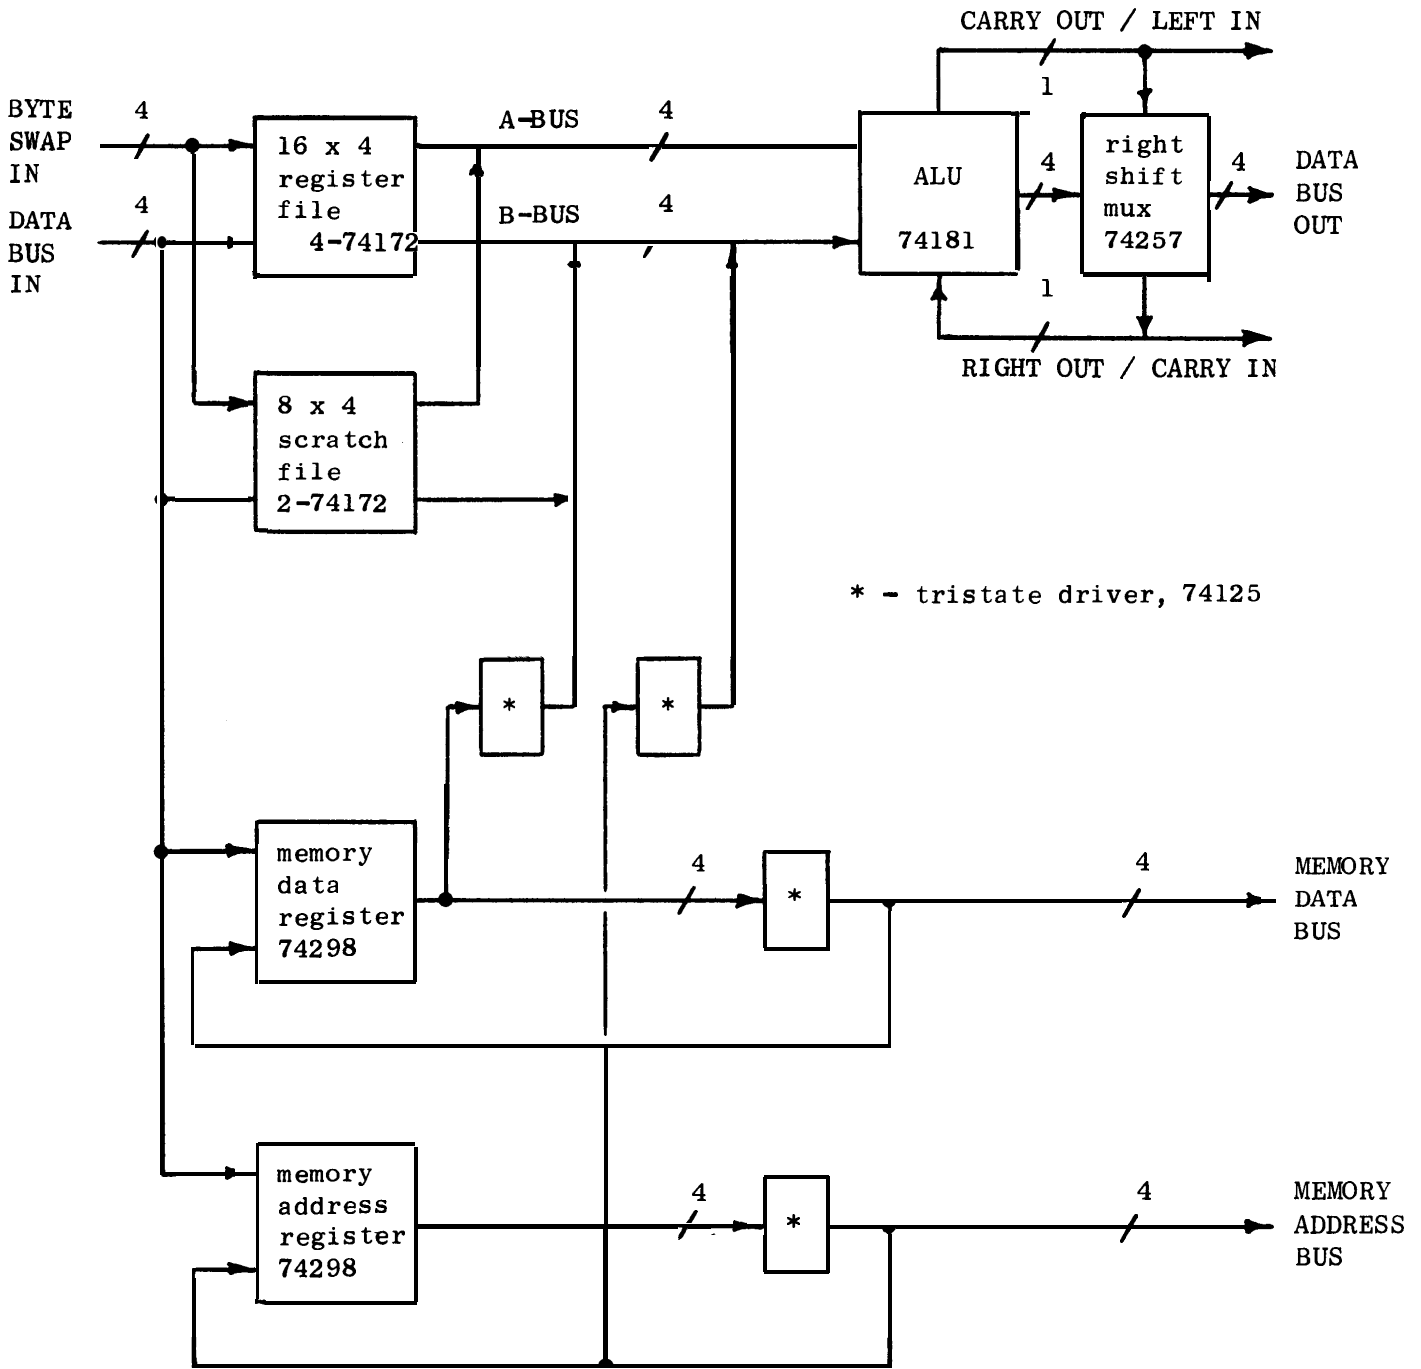 CARRY OUT / LEFT IN
1
BYTE
SWAP
IN
4
DATA
BUS
IN
4
16 x 4
register
file
4-74172
A-BUS
4
B-BUS
4
ALU
74181
4
right
shift
mux
74257
4
DATA
BUS
OUT
1
RIGHT OUT / CARRY IN
8 x 4
scratch
file
2-74172
* - tristate driver, 74125
*
*
memory
data
register
74298
4
*
4
MEMORY
DATA
BUS
memory
address
register
74298
4
*
4
MEMORY
ADDRESS
BUS